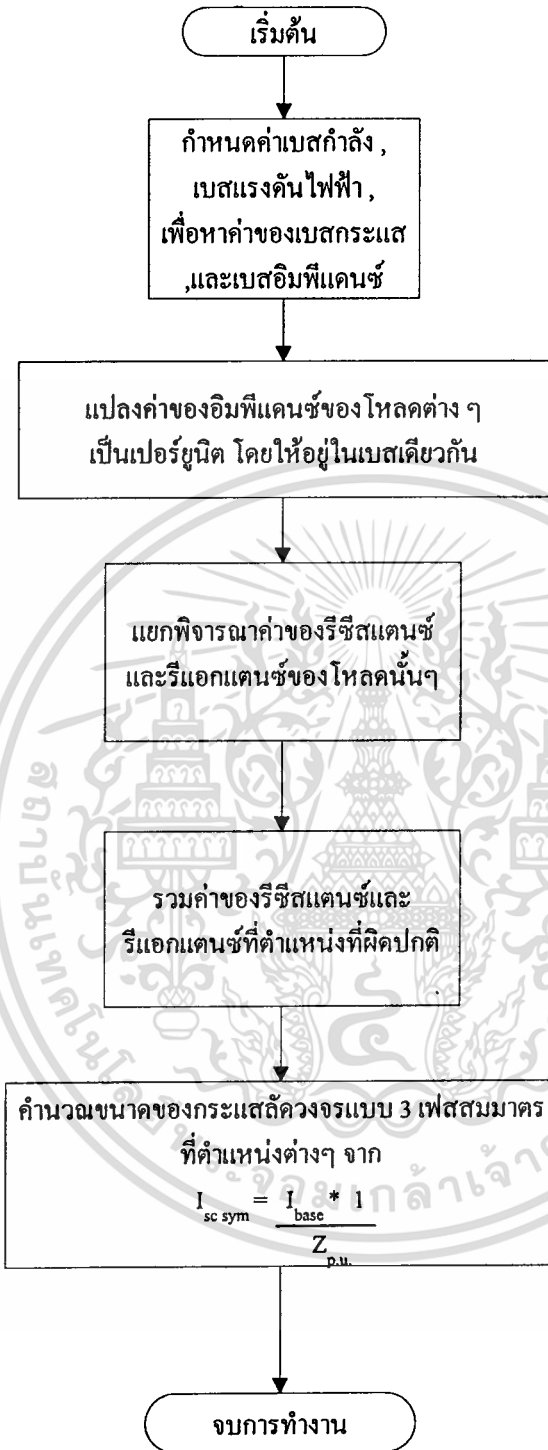 เริ่มต้น
กำหนดค่าเบสกำลัง ,
เบสแรงดันไฟฟ้า ,
เพื่อหาค่าของเบสกระแส
,และเบสอิมพีแดนซ์
แปลงค่าของอิมพีแดนซ์ของโหลดต่าง ๆ
เป็นเปอร์ยูนิต โดยให้อยู่ในเบสเดียวกัน
แยกพิจารณาค่าของรีซีสแตนซ์
และรีแอกแตนซ์ของโหลดนั้นๆ
รวมค่าของรีซีสแตนซ์และ
รีแอกแตนซ์ที่ตำแหน่งที่ผิดปกติ
คำนวณขนาดของกระแสลัดวงจรแบบ 3 เฟสสมมาตร
ที่ตำแหน่งต่างๆ จาก
I sc sym = I base * 1
Z p.u.
จบการทำงาน